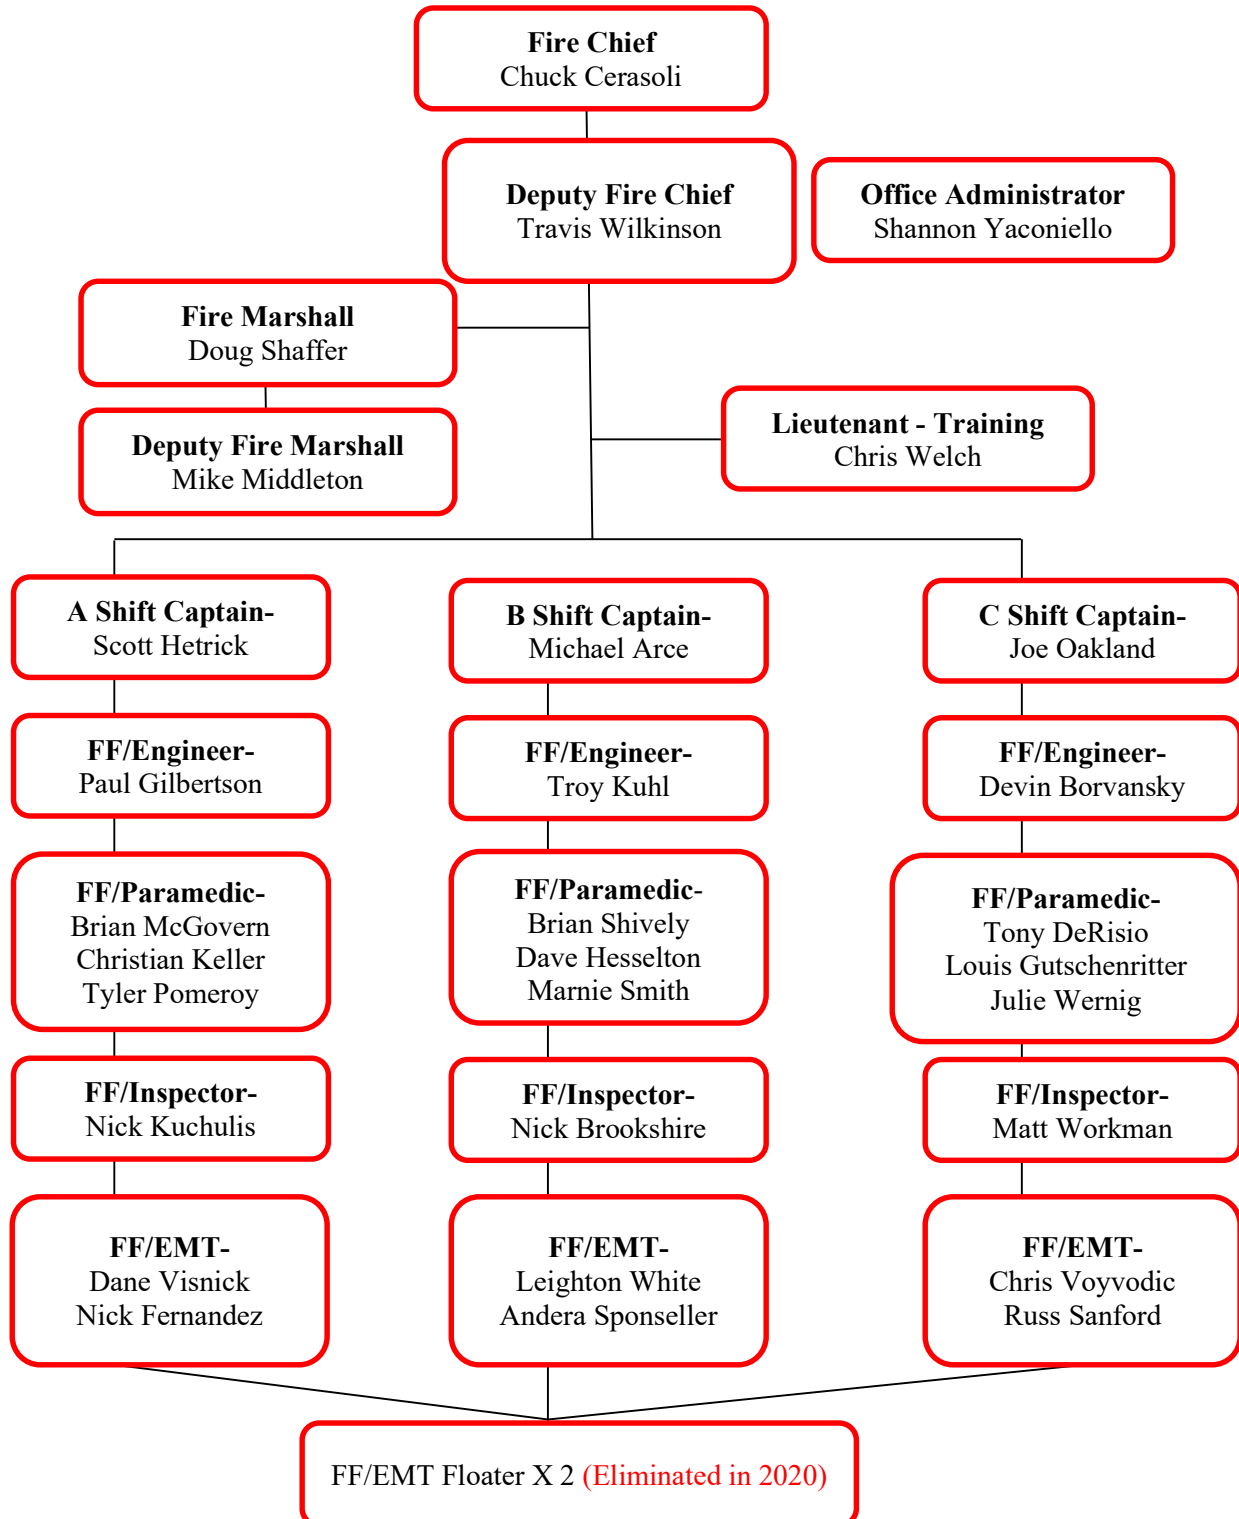 Fire Chief
Chuck Cerasoli
Deputy Fire Chief
Travis Wilkinson
Office Administrator
Shannon Yaconiello
Fire Marshall
Doug Shaffer
Deputy Fire Marshall
Mike Middleton
Lieutenant - Training
Chris Welch
A Shift Captain-
Scott Hetrick
B Shift Captain-
Michael Arce
C Shift Captain-
Joe Oakland
FF/Engineer-
Paul Gilbertson
FF/Engineer-
Troy Kuhl
FF/Engineer-
Devin Borvansky
FF/Paramedic-
Brian McGovern
Christian Keller
Tyler Pomeroy
FF/Paramedic-
Brian Shively
Dave Hesselton
Marnie Smith
FF/Paramedic-
Tony DeRisio
Louis Gutschenritter
Julie Wernig
FF/Inspector-
Nick Kuchulis
FF/Inspector-
Nick Brookshire
FF/Inspector-
Matt Workman
FF/EMT-
Dane Visnick
Nick Fernandez
FF/EMT-
Leighton White
Andera Sponseller
FF/EMT-
Chris Voyvodic
Russ Sanford
FF/EMT Floater X 2 (Eliminated in 2020)